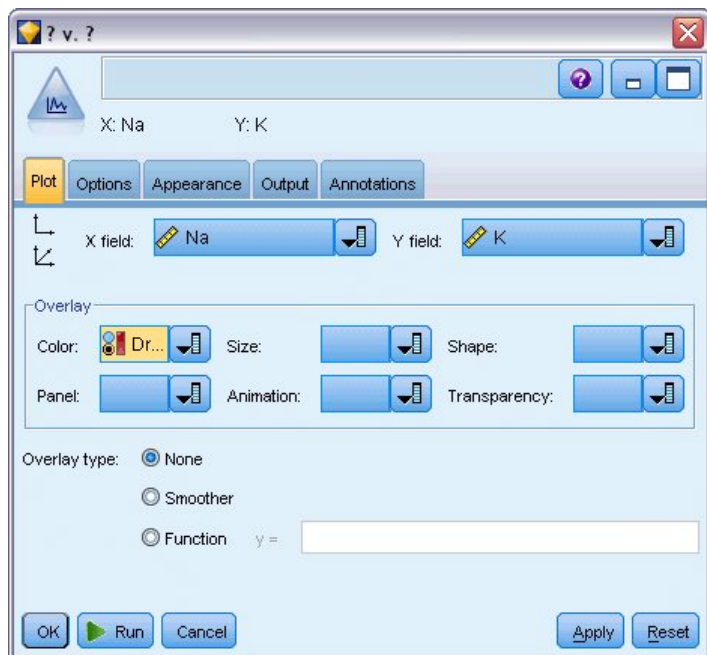 ? v. ?
X: Na Y: K
Plot Options Appearance Output Annotations
X field: Na Y field: K
Overlay
Color: Dr... Size: Shape:
Panel: Animation: Transparency:
Overlay type: None
Smoother
Function y =
OK Run Cancel Apply Reset